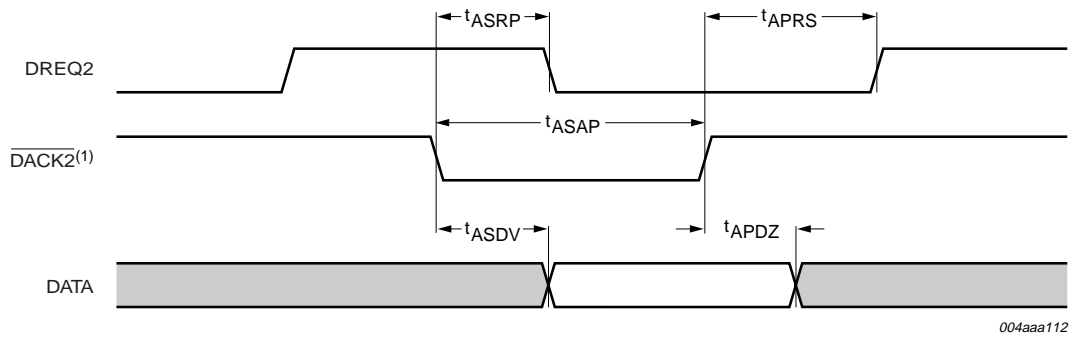 tASRP
tAPRS
DREQ2
tASAP
DACK2(1)
tASDV
tAPDZ
DATA
004aaa112